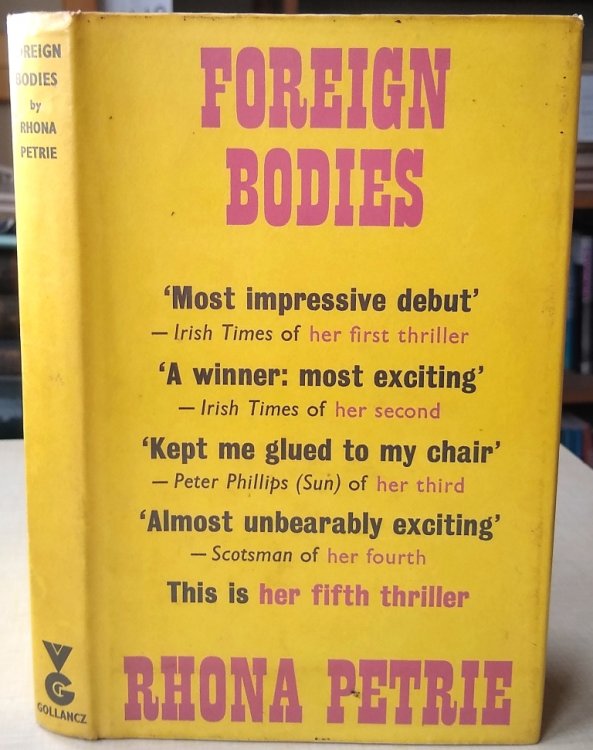 BODIES
by
RHONA
PETRIE
FOREIGN
BODIES
‘Most impressive debut’
— Irish Times of her first thriller
‘A winner: most exciting’
— Irish Times of her second
‘Kept me glued to my chair’
— Peter Phillips (Sun) of her third
‘Almost unbearably exciting’
— Scotsman of her fourth
This is her fifth thriller
RHONA PETRIE
VG
GOLLANCZ